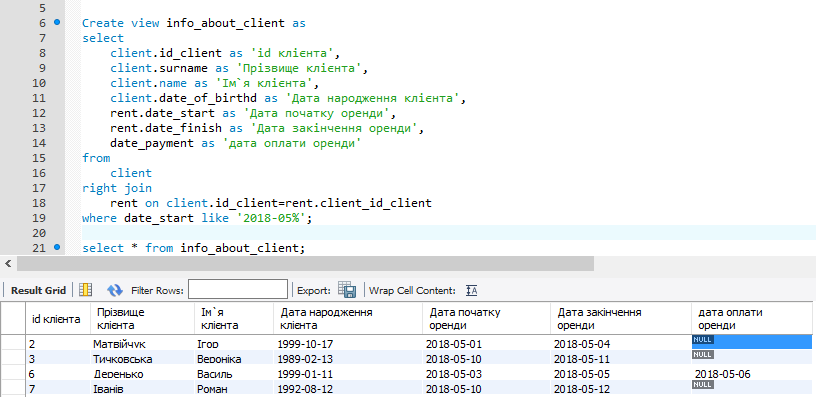 5
6 Create view info_about_client as
7 select
8 client.id_client as 'id клієнта',
9 client.surname as 'Прізвище клієнта',
10 client.name as 'Ім`я клієнта',
11 client.date_of_birthd as 'Дата народження клієнта',
12 rent.date_start as 'Дата початку оренди',
13 rent.date_finish as 'Дата закінчення оренди',
14 date_payment as 'дата оплати оренди'
15 from
16 client
17 right join
18 rent on client.id_client=rent.client_id_client
19 where date_start like '2018-05%';
20
21 select * from info_about_client;
Result Grid Filter Rows: Export: Wrap Cell Content: IA
id клієнта Прізвище клієнта Ім`я клієнта Дата народження клієнта Дата початку оренди Дата закінчення оренди дата оплати оренди
2 Матвійчук Ігор 1999-10-17 2018-05-01 2018-05-04 NULL
3 Тичковська Вероніка 1989-02-13 2018-05-10 2018-05-11 NULL
6 Деренько Василь 1999-01-11 2018-05-03 2018-05-05 2018-05-06
7 Іванів Роман 1992-08-12 2018-05-10 2018-05-12 NULL